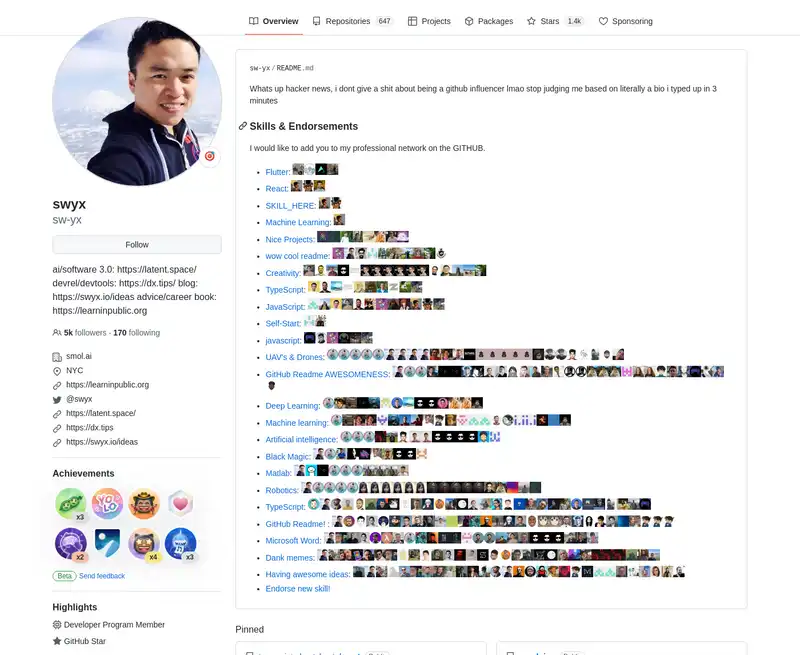 Overview
Repositories 647
Projects
Packages
Stars 1.4k
Sponsoring
swyx
sw-yx
Follow
ai/software 3.0: https://latent.space/
devrel/devtools: https://dx.tips/ blog:
https://swyx.io/ideas advice/career book:
https://learninpublic.org
5k followers · 170 following
smol.ai
NYC
https://learninpublic.org
@swyx
https://latent.space/
https://dx.tips
https://swyx.io/ideas
Achievements
x3
YOLO
x2
x4
x3
Beta Send feedback
Highlights
Developer Program Member
GitHub Star
sw-yx / README.md
Whats up hacker news, i dont give a shit about being a github influencer lmao stop judging me based on literally a bio i typed up in 3
minutes
Skills & Endorsements
I would like to add you to my professional network on the GITHUB.
Flutter:
React:
SKILL_HERE:
Machine Learning:
Nice Projects:
wow cool readme:
Creativity:
TypeScript:
JavaScript:
Self-Start:
javascript:
UAV's & Drones:
GitHub Readme AWESOMENESS:
Deep Learning:
Machine learning:
Artificial intelligence:
Black Magic:
Matlab:
Robotics:
TypeScript:
GitHub Readme! :
Microsoft Word:
Dank memes:
Having awesome ideas:
Endorse new skill!
Pinned